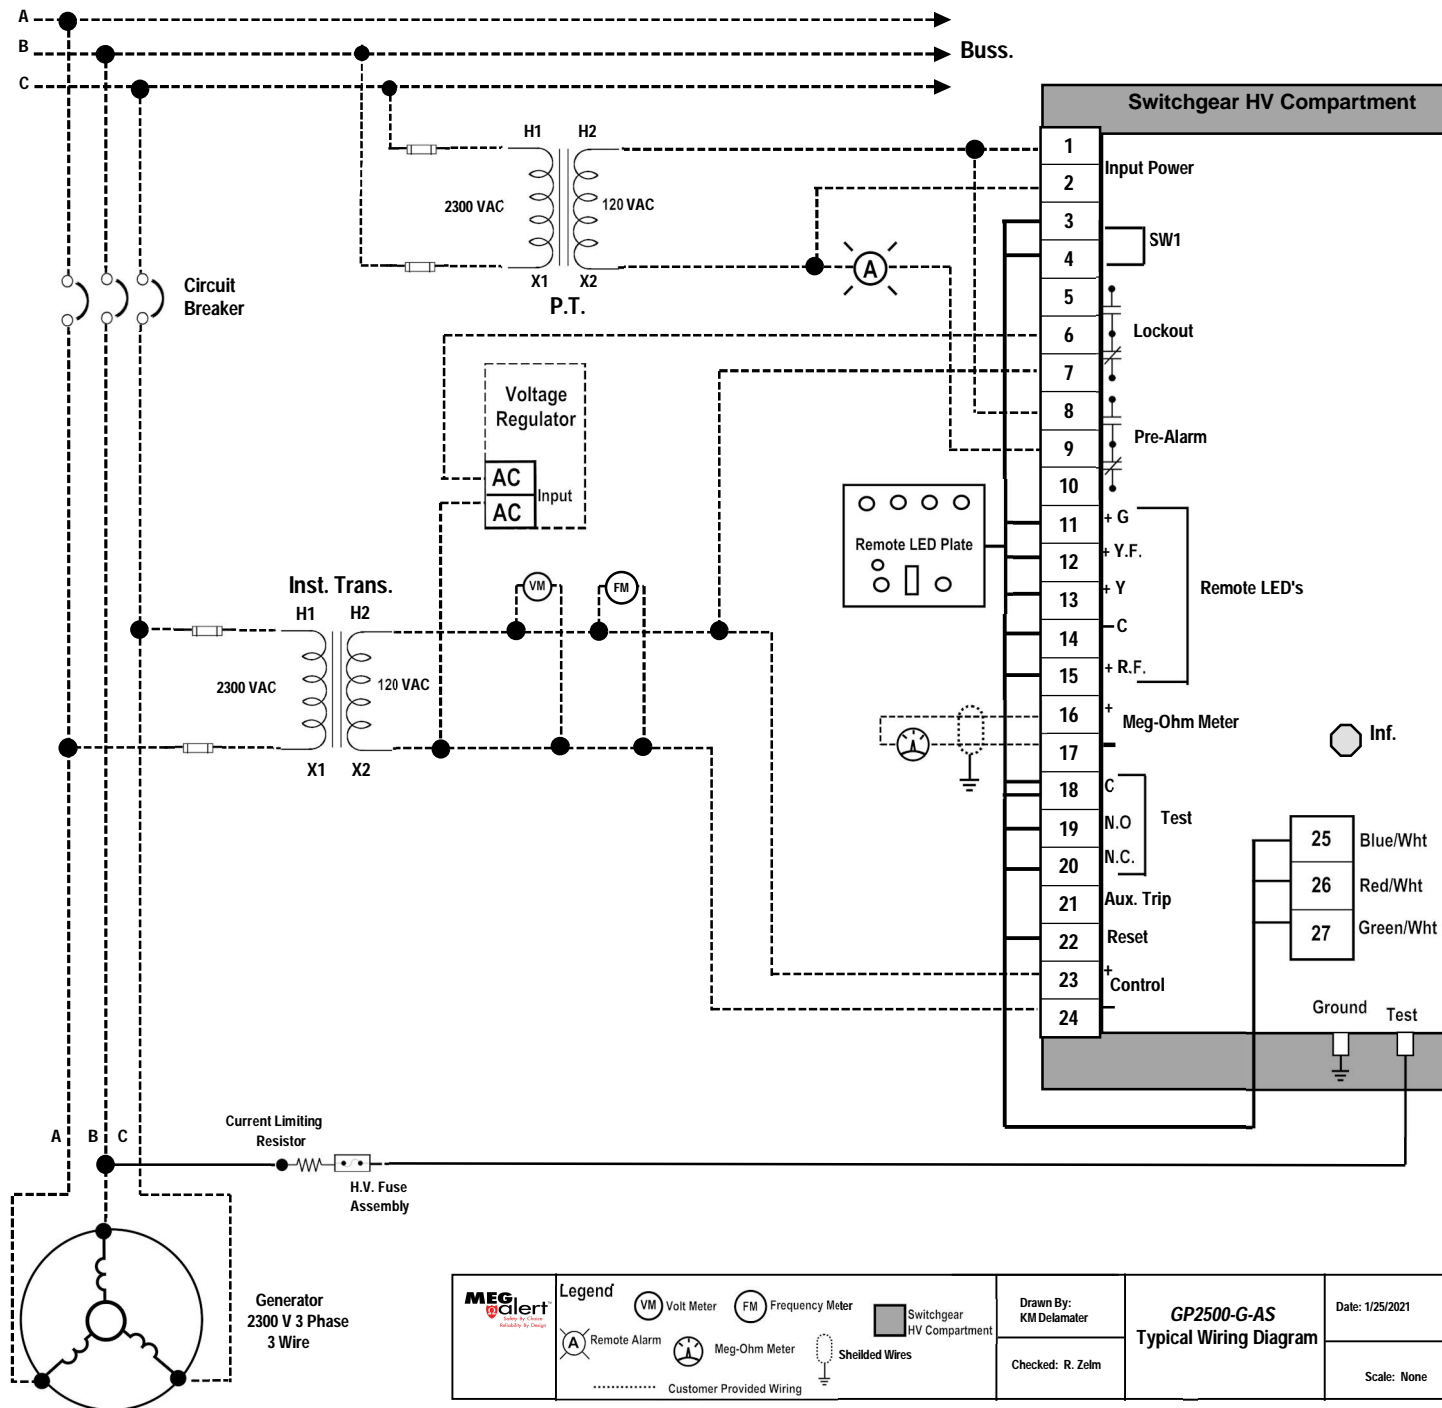 A
B
Buss.
C
Switchgear HV Compartment
H1 H2
1
Input Power
2
2300 VAC
120 VAC
3
SW1
4
A
X1 X2
P.T.
Circuit
Breaker
5
6
Lockout
7
Voltage
Regulator
8
Pre-Alarm
9
10
AC
Input
AC
11
+ G
Remote LED Plate
12
+ Y.F.
13
+ Y
Remote LED's
14
– C
15
+ R.F.
Inst. Trans.
H1 H2
VM
FM
2300 VAC
120 VAC
X1 X2
16
+
Meg-Ohm Meter
17
–
Inf.
18
C
19
N.O
Test
20
N.C.
21
Aux. Trip
22
Reset
23
+
Control
24
–
25
Blue/Wht
26
Red/Wht
27
Green/Wht
Ground
Test
A B C
Current Limiting
Resistor
H.V. Fuse
Assembly
Generator
2300 V 3 Phase
3 Wire
MEG
alert™
Safety By Choice
Reliability By Design
Legend
VM Volt Meter
FM Frequency Meter
Switchgear
HV Compartment
A Remote Alarm
Meg-Ohm Meter
Sheilded Wires
Customer Provided Wiring
Drawn By:
KM Delamater
Checked: R. Zelm
GP2500-G-AS
Typical Wiring Diagram
Date: 1/25/2021
Scale: None